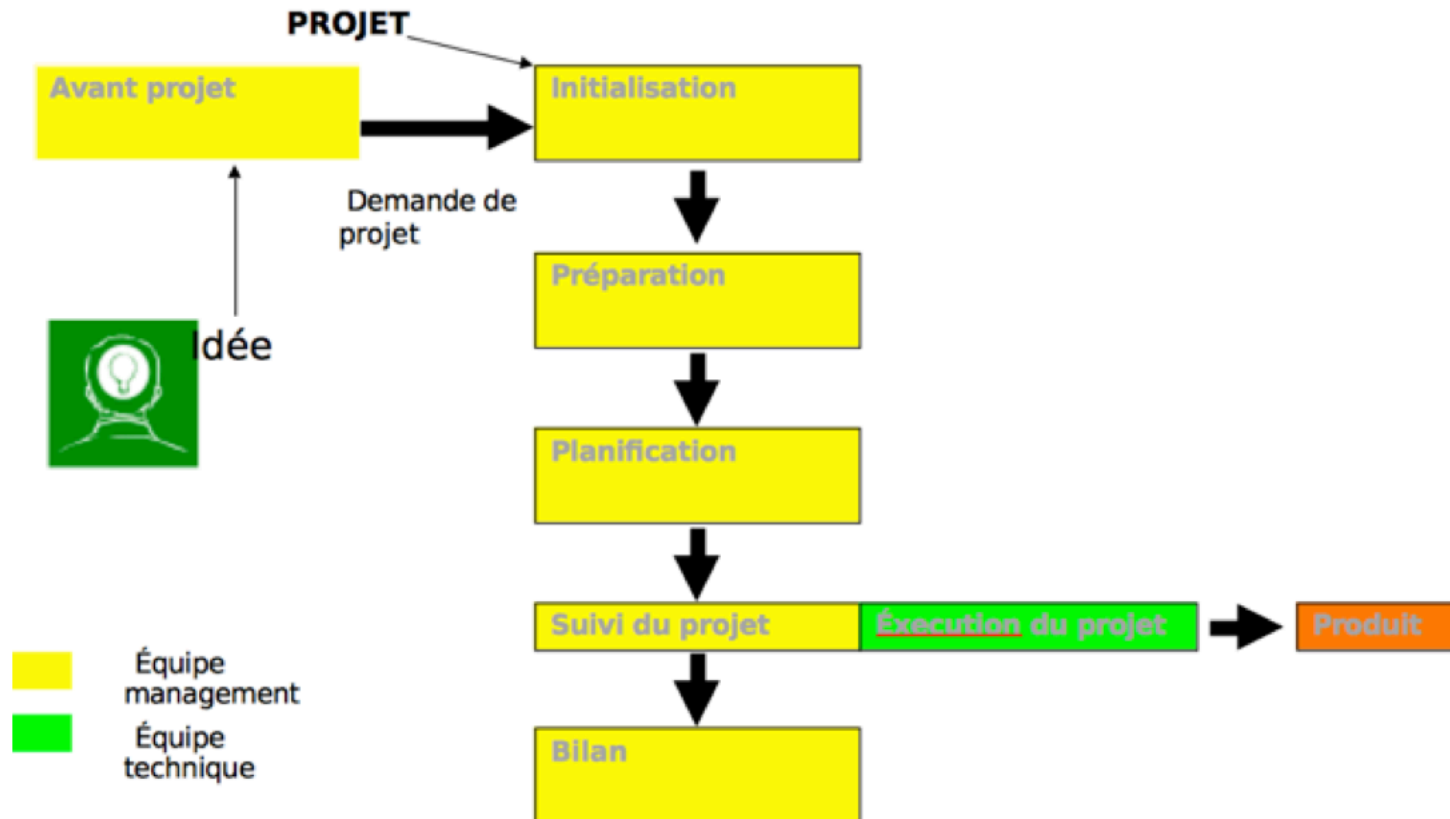 PROJET
Avant projet
Initialisation
Demande de
projet
Préparation
Idée
Planification
Suivi du projet
Éxecution du projet
Produit
Équipe
management
Équipe
technique
Bilan